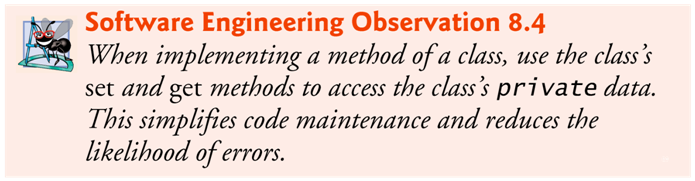 Software Engineering Observation 8.4
When implementing a method of a class, use the class’s
set and get methods to access the class’s private data.
This simplifies code maintenance and reduces the
likelihood of errors.